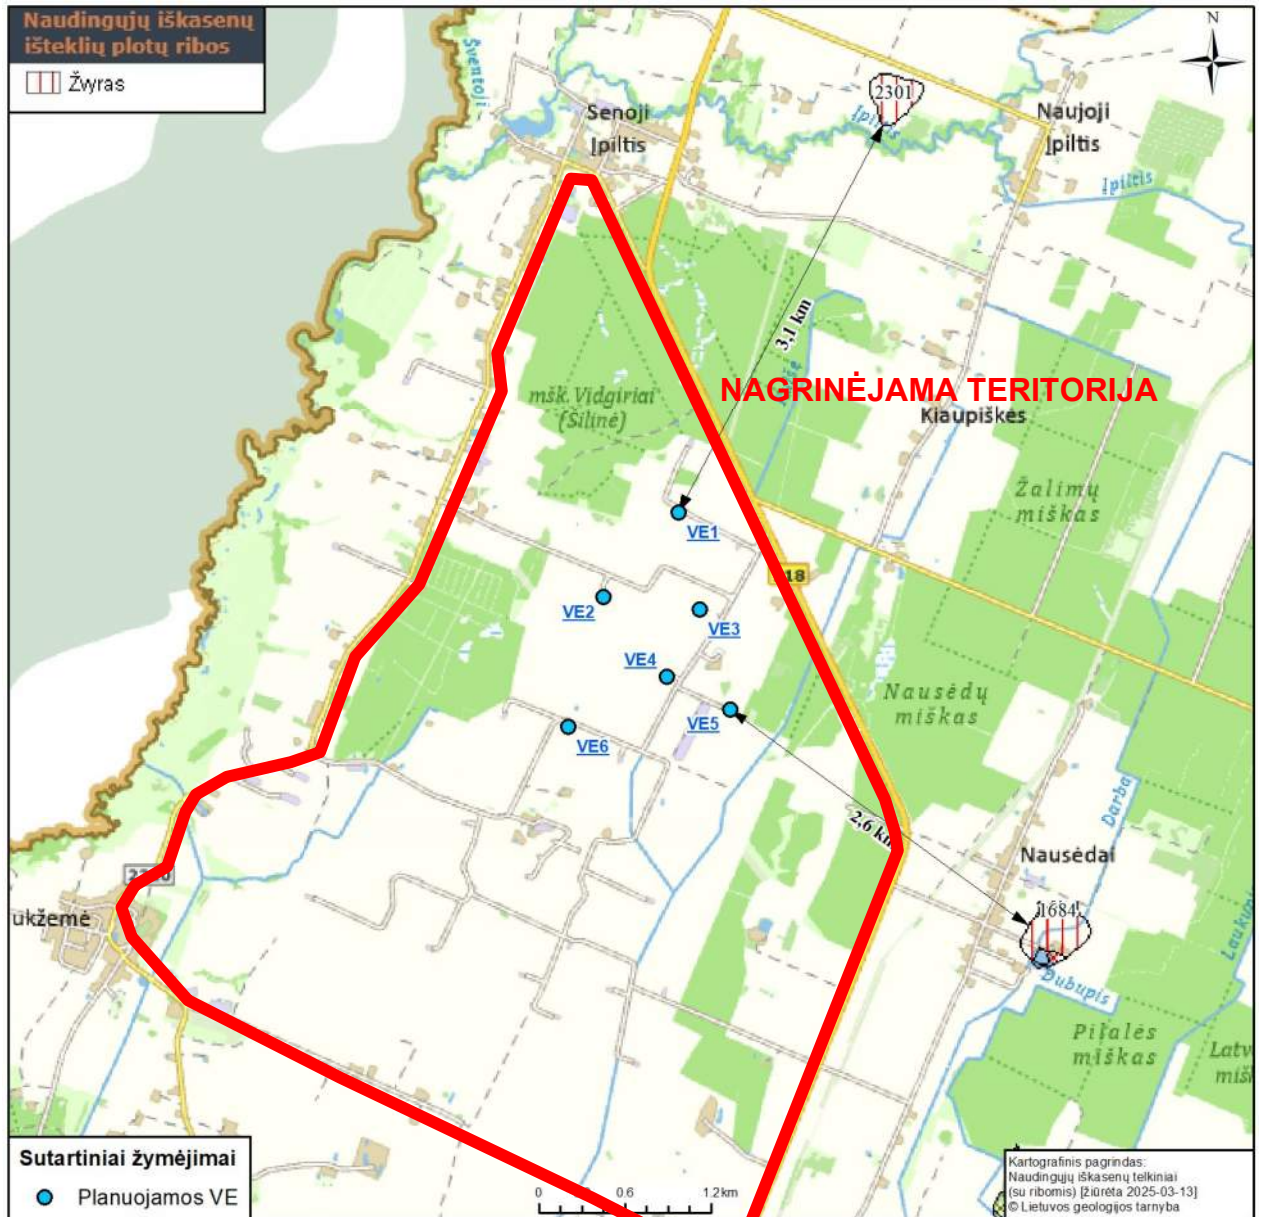 Naudingųjų iškasenų
išteklių plotų ribos
Žvyras
N
Šventoji
Senoji
Įpiltis
2301
Įpiltis
Naujoji
Įpiltis
Įpiltis
3,1 km
NAGRINĖJAMA TERITORIJA
mšk. Vidgiriai
(Šilinė)
Kiaupiškės
Žalimų
miškas
VE1
18
VE2
VE3
VE4
VE5
VE6
Nausėdų
miškas
2,6 km
Darba
Nausėdai
ukžemė
1684
Laukup
Dubupis
Pilalės
miškas
Latv
mišk
Sutartiniai žymėjimai
Planuojamos VE
0 0.6 1.2 km
Kartografinis pagrindas:
Naudingųjų iškasenų telkiniai
(su ribomis) [žiūrėta 2025-03-13]
© Lietuvos geologijos tarnyba